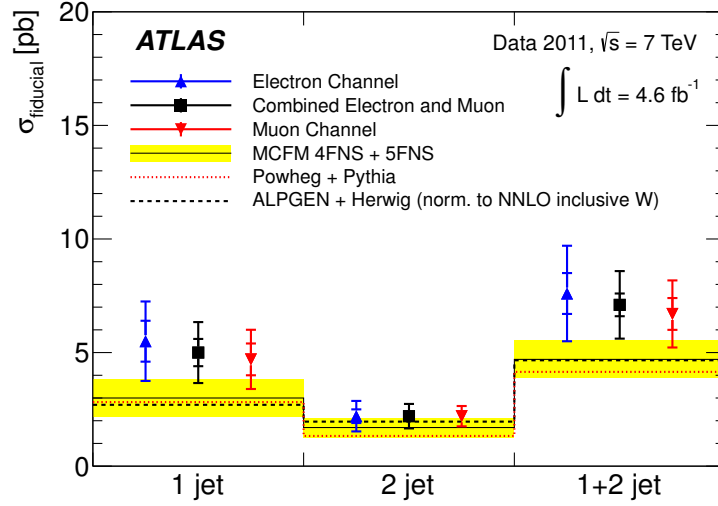 σfiducial [pb]
ATLAS
Data 2011, √s = 7 TeV
∫ L dt = 4.6 fb-1
Electron Channel
Combined Electron and Muon
Muon Channel
MCFM 4FNS + 5FNS
Powheg + Pythia
ALPGEN + Herwig (norm. to NNLO inclusive W)
20
15
10
5
0
1 jet 2 jet 1+2 jet